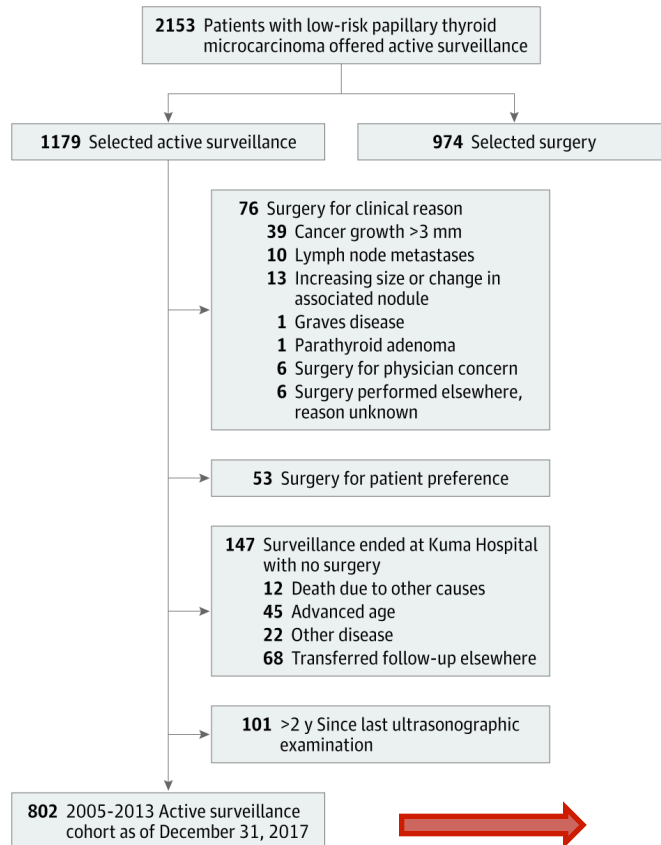 2153 Patients with low-risk papillary thyroid
microcarcinoma offered active surveillance
1179 Selected active surveillance
974 Selected surgery
76 Surgery for clinical reason
39 Cancer growth >3 mm
10 Lymph node metastases
13 Increasing size or change in
associated nodule
1 Graves disease
1 Parathyroid adenoma
6 Surgery for physician concern
6 Surgery performed elsewhere,
reason unknown
53 Surgery for patient preference
147 Surveillance ended at Kuma Hospital
with no surgery
12 Death due to other causes
45 Advanced age
22 Other disease
68 Transferred follow-up elsewhere
101 >2 y Since last ultrasonographic
examination
802 2005-2013 Active surveillance
cohort as of December 31, 2017